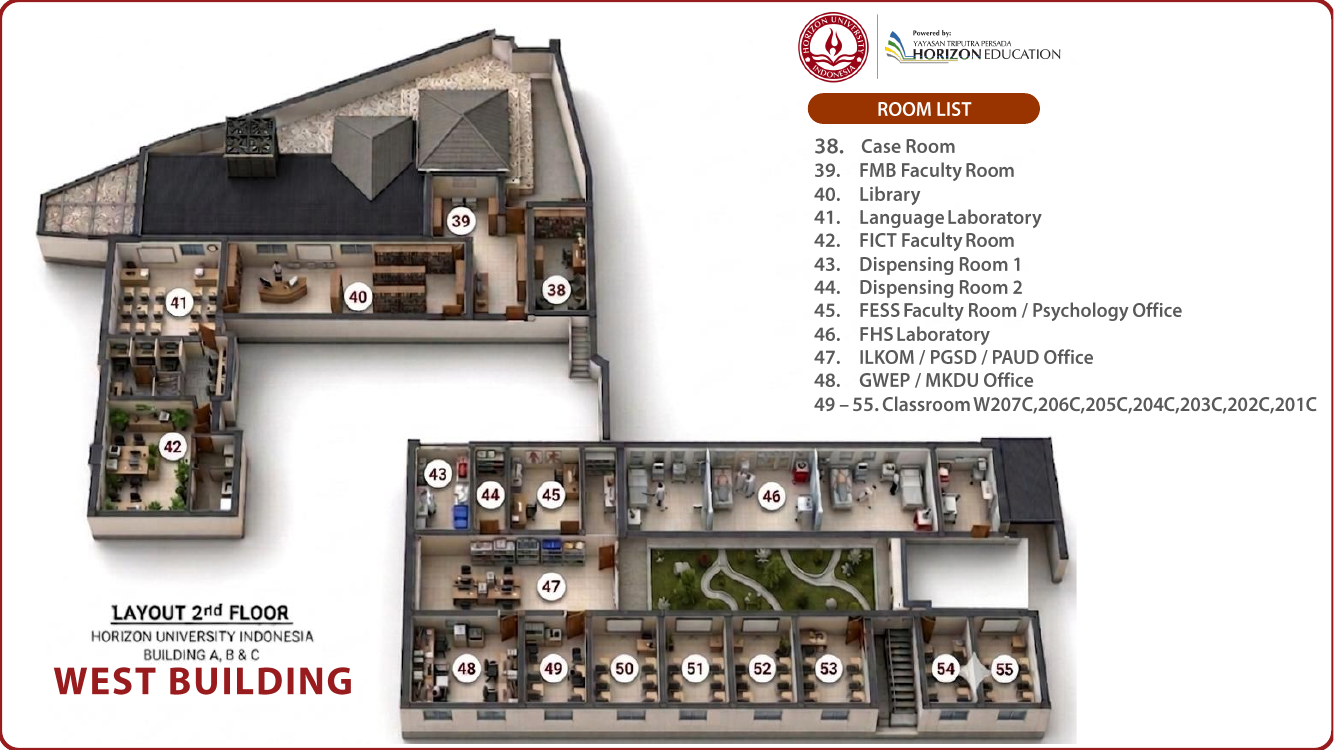 HORIZON UNIVERSITY
INDONESIA
Powered by:
YAYASAN TRIPUTRA PERSADA
HORIZON EDUCATION
ROOM LIST
38. Case Room
39. FMB Faculty Room
40. Library
41. Language Laboratory
42. FICT Faculty Room
43. Dispensing Room 1
44. Dispensing Room 2
45. FESS Faculty Room / Psychology Office
46. FHS Laboratory
47. ILKOM / PGSD / PAUD Office
48. GWEP / MKDU Office
49 – 55. Classroom W207C,206C,205C,204C,203C,202C,201C
39
38
41
40
42
43
44
45
46
47
48
49
50
51
52
53
54
55
LAYOUT 2nd FLOOR
HORIZON UNIVERSITY INDONESIA
BUILDING A, B & C
WEST BUILDING